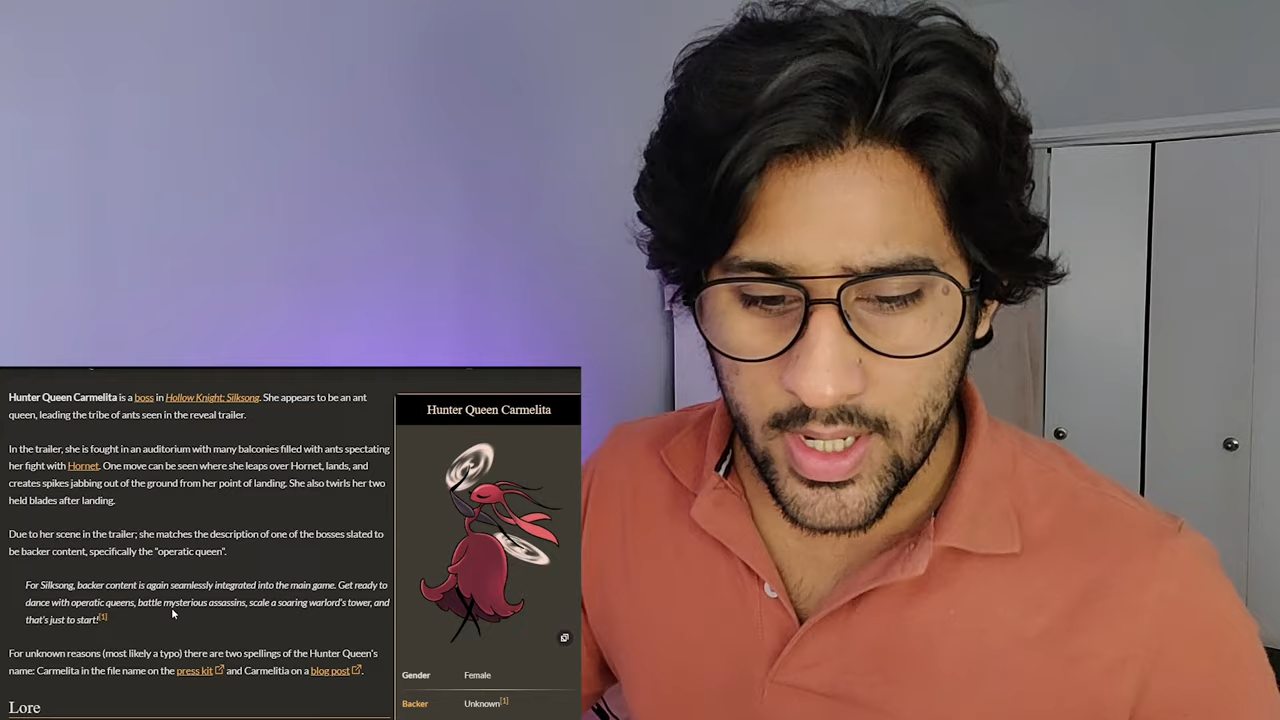 Hunter Queen Carmelita is a boss in Hollow Knight: Silksong. She appears to be an ant
queen, leading the tribe of ants seen in the reveal trailer.
In the trailer, she is fought in an auditorium with many balconies filled with ants spectating
her fight with Hornet. One move can be seen where she leaps over Hornet, lands, and
creates spikes jabbing out of the ground from her point of landing. She also twirls her two
held blades after landing.
Due to her scene in the trailer; she matches the description of one of the bosses slated to
be backer content, specifically the "operatic queen".
For Silksong, backer content is again seamlessly integrated into the main game. Get ready to
dance with operatic queens, battle mysterious assassins, scale a soaring warlord's tower, and
that's just to start![1]
For unknown reasons (most likely a typo) there are two spellings of the Hunter Queen's
name: Carmelita in the file name on the press kit and Carmelitia on a blog post.
Lore
Hunter Queen Carmelita
Gender Female
Backer Unknown[1]